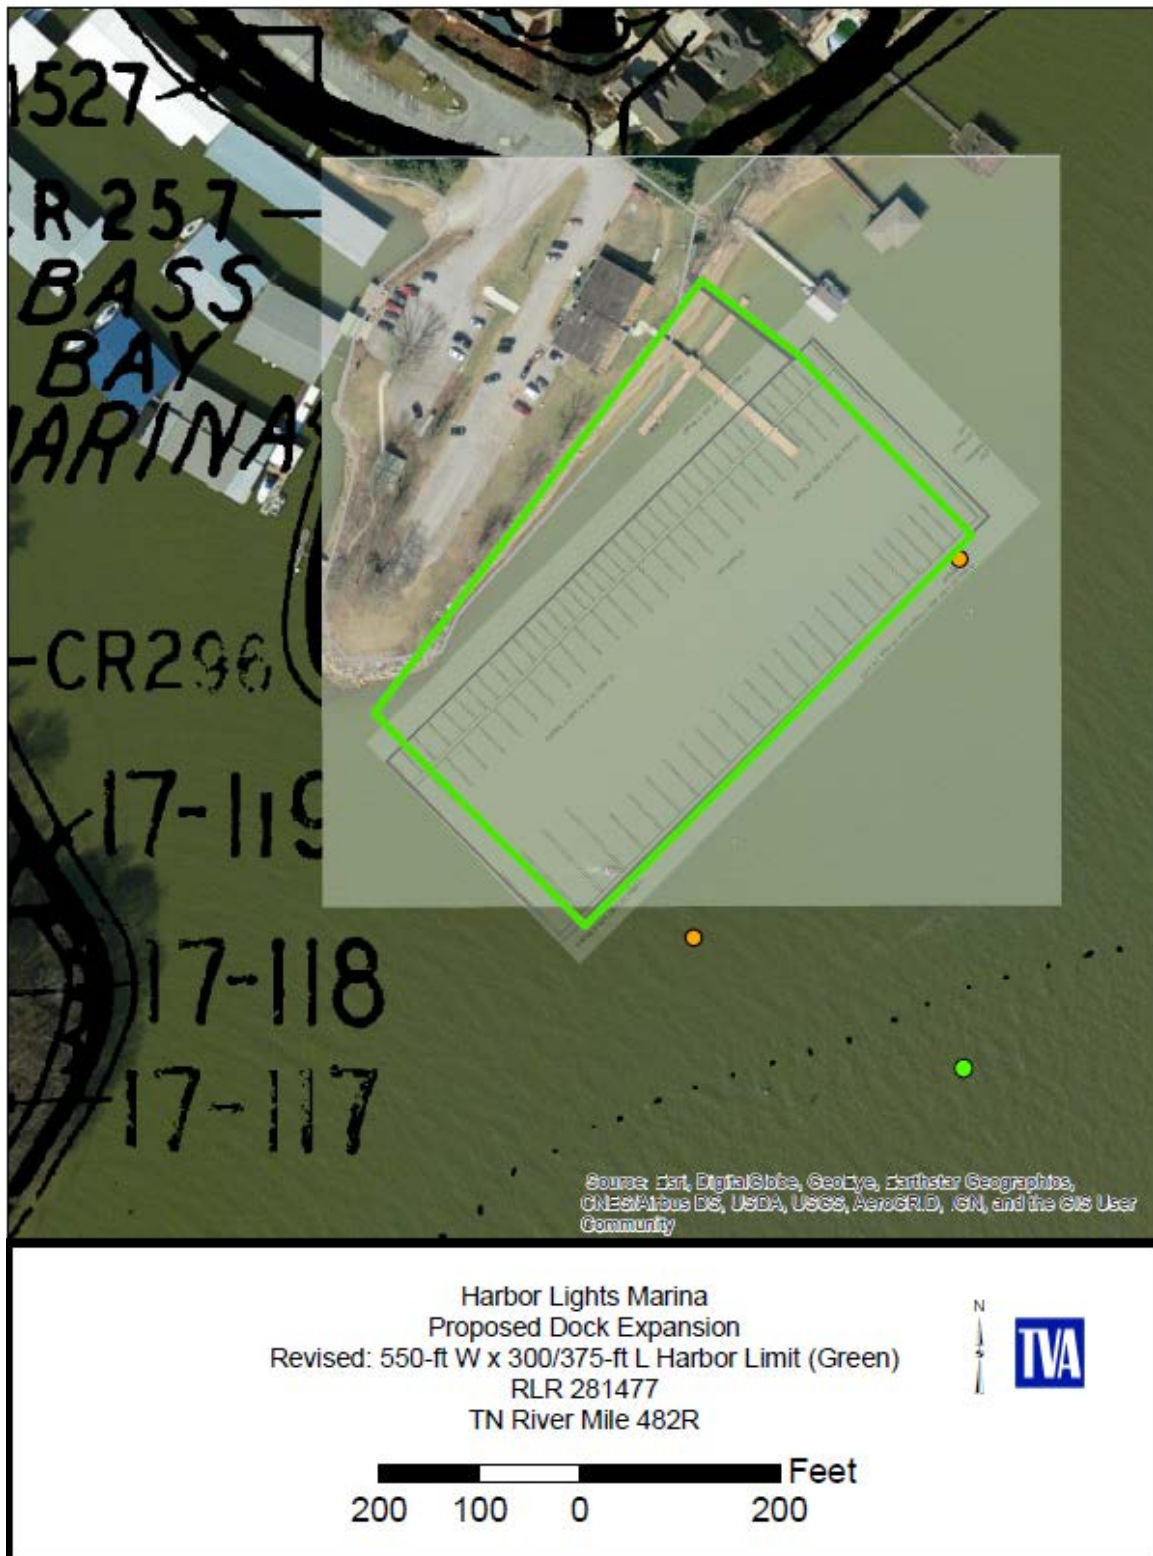 1527
R257
BASS
BAY
MARINA
CR296
17-119
17-118
17-117
Source: Esri, DigitalGlobe, GeoEye, Earthstar Geographics,
CNES/Airbus DS, USDA, USGS, AeroGRID, IGN, and the GIS User
Community
Harbor Lights Marina
Proposed Dock Expansion
Revised: 550-ft W x 300/375-ft L Harbor Limit (Green)
RLR 281477
TN River Mile 482R
N
S
TVA
Feet
200 100 0 200